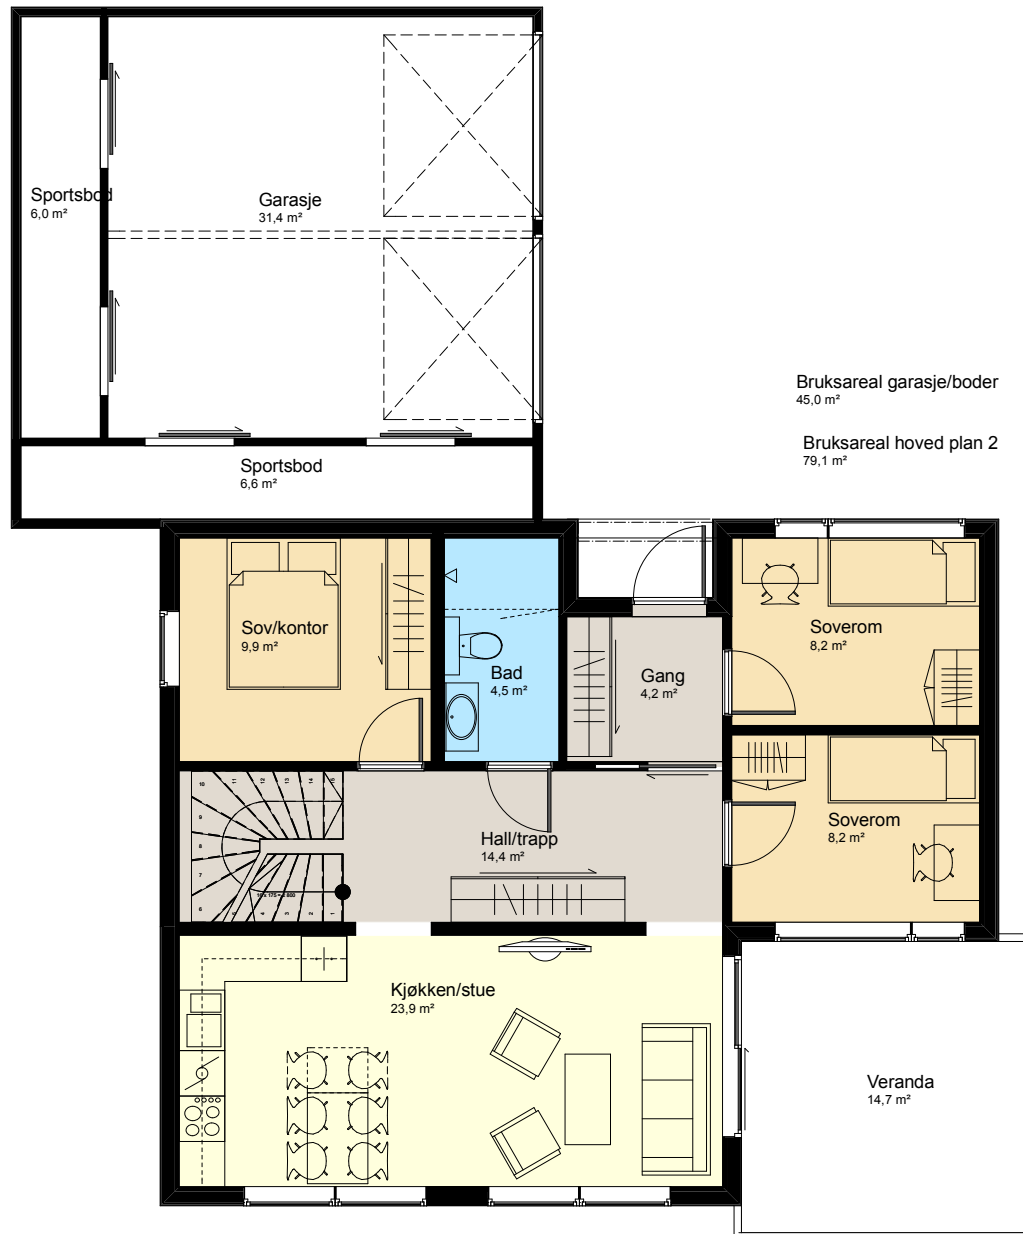 Sportsbod
6,0 m²
Garasje
31,4 m²
Bruksareal garasje/boder
45,0 m²
Bruksareal hoved plan 2
79,1 m²
Sportsbod
6,6 m²
Sov/kontor
9,9 m²
Bad
4,5 m²
Gang
4,2 m²
Soverom
8,2 m²
Soverom
8,2 m²
Hall/trapp
14,4 m²
Kjøkken/stue
23,9 m²
Veranda
14,7 m²